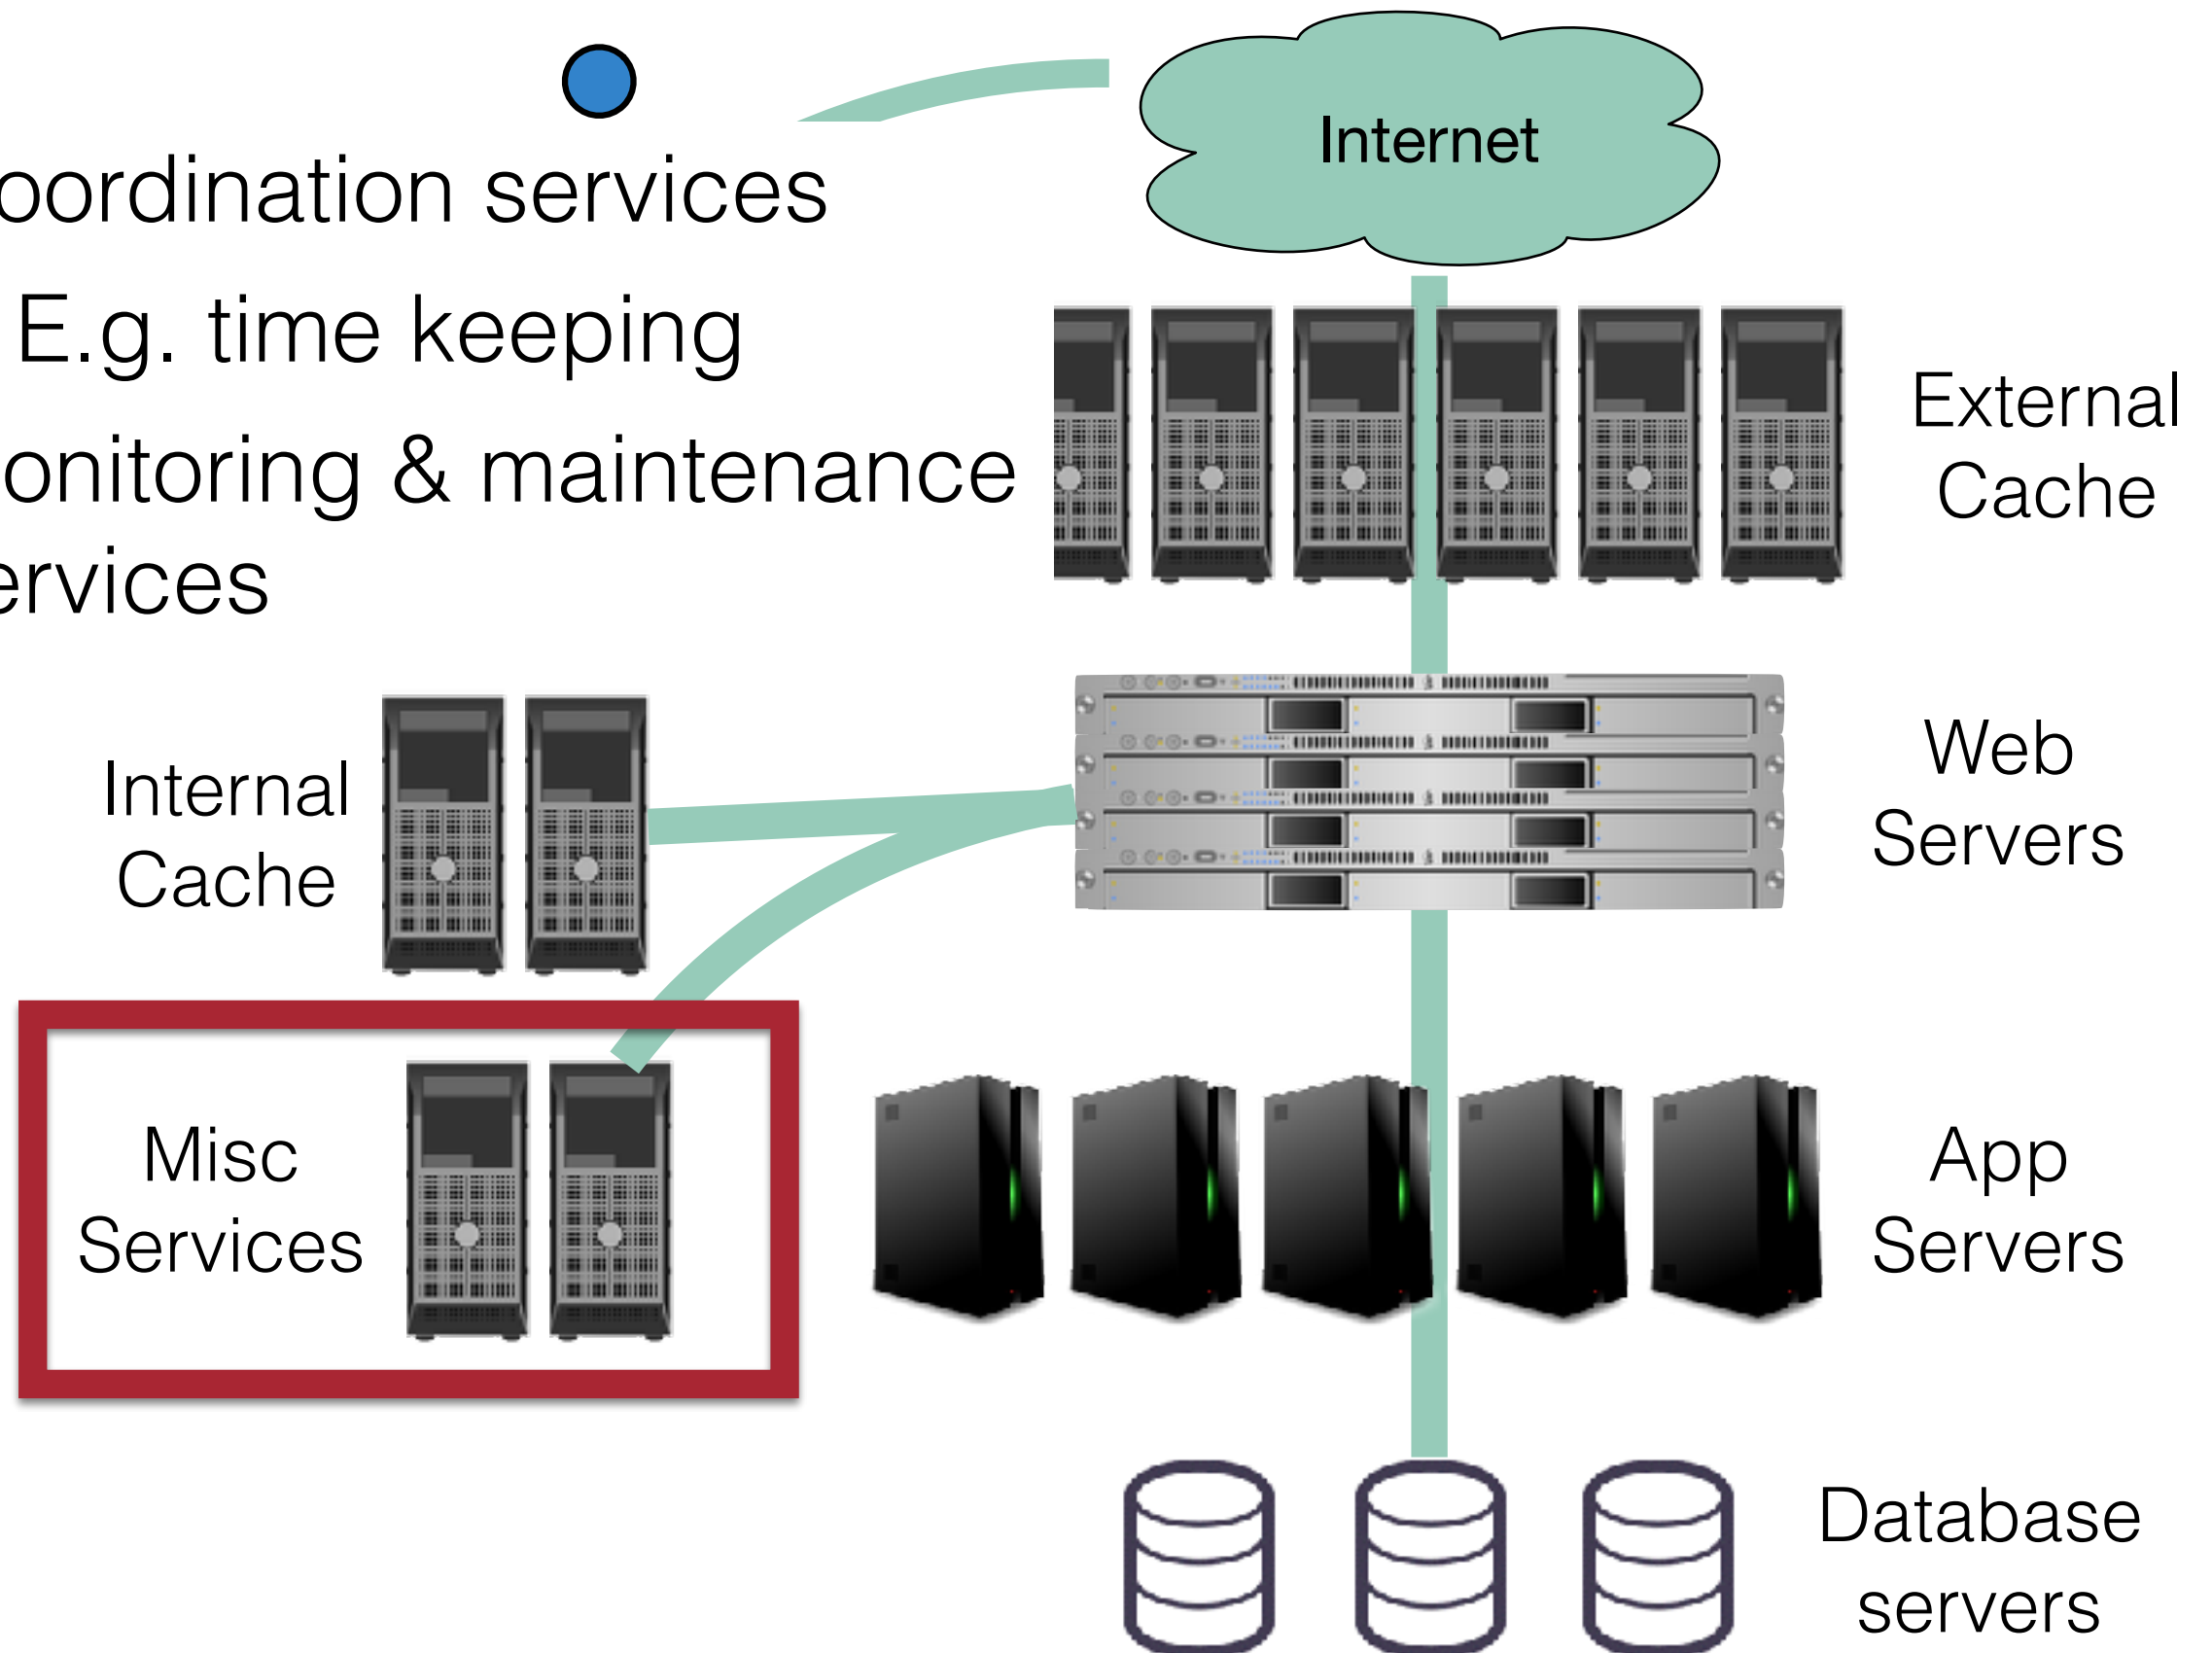 oordination services
E.g. time keeping
onitoring & maintenance
ervices
Internet
External
Cache
Internal
Cache
Web
Servers
Misc
Services
App
Servers
Database
servers